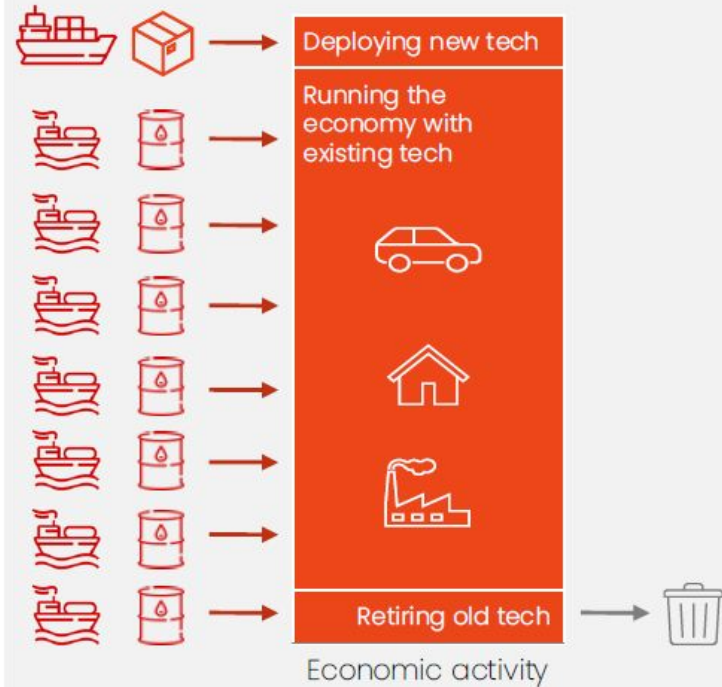 Deploying new tech
Running the
economy with
existing tech
Retiring old tech
Economic activity